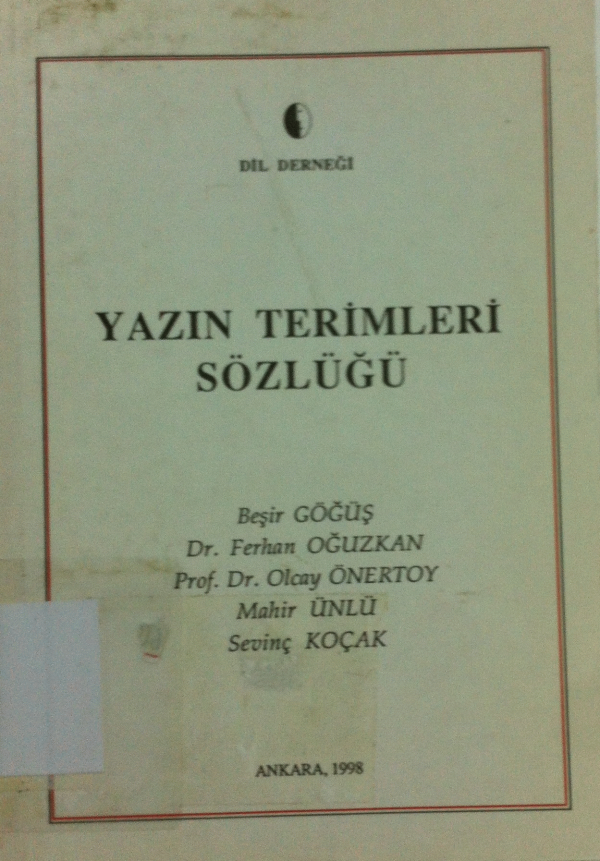 DİL DERNEĞİ
YAZIN TERİMLERİ
SÖZLÜĞÜ
Beşir GÖĞÜŞ
Dr. Ferhan OĞUZKAN
Prof. Dr. Olcay ÖNERTOY
Mahir ÜNLÜ
Sevinç KOÇAK
ANKARA, 1998